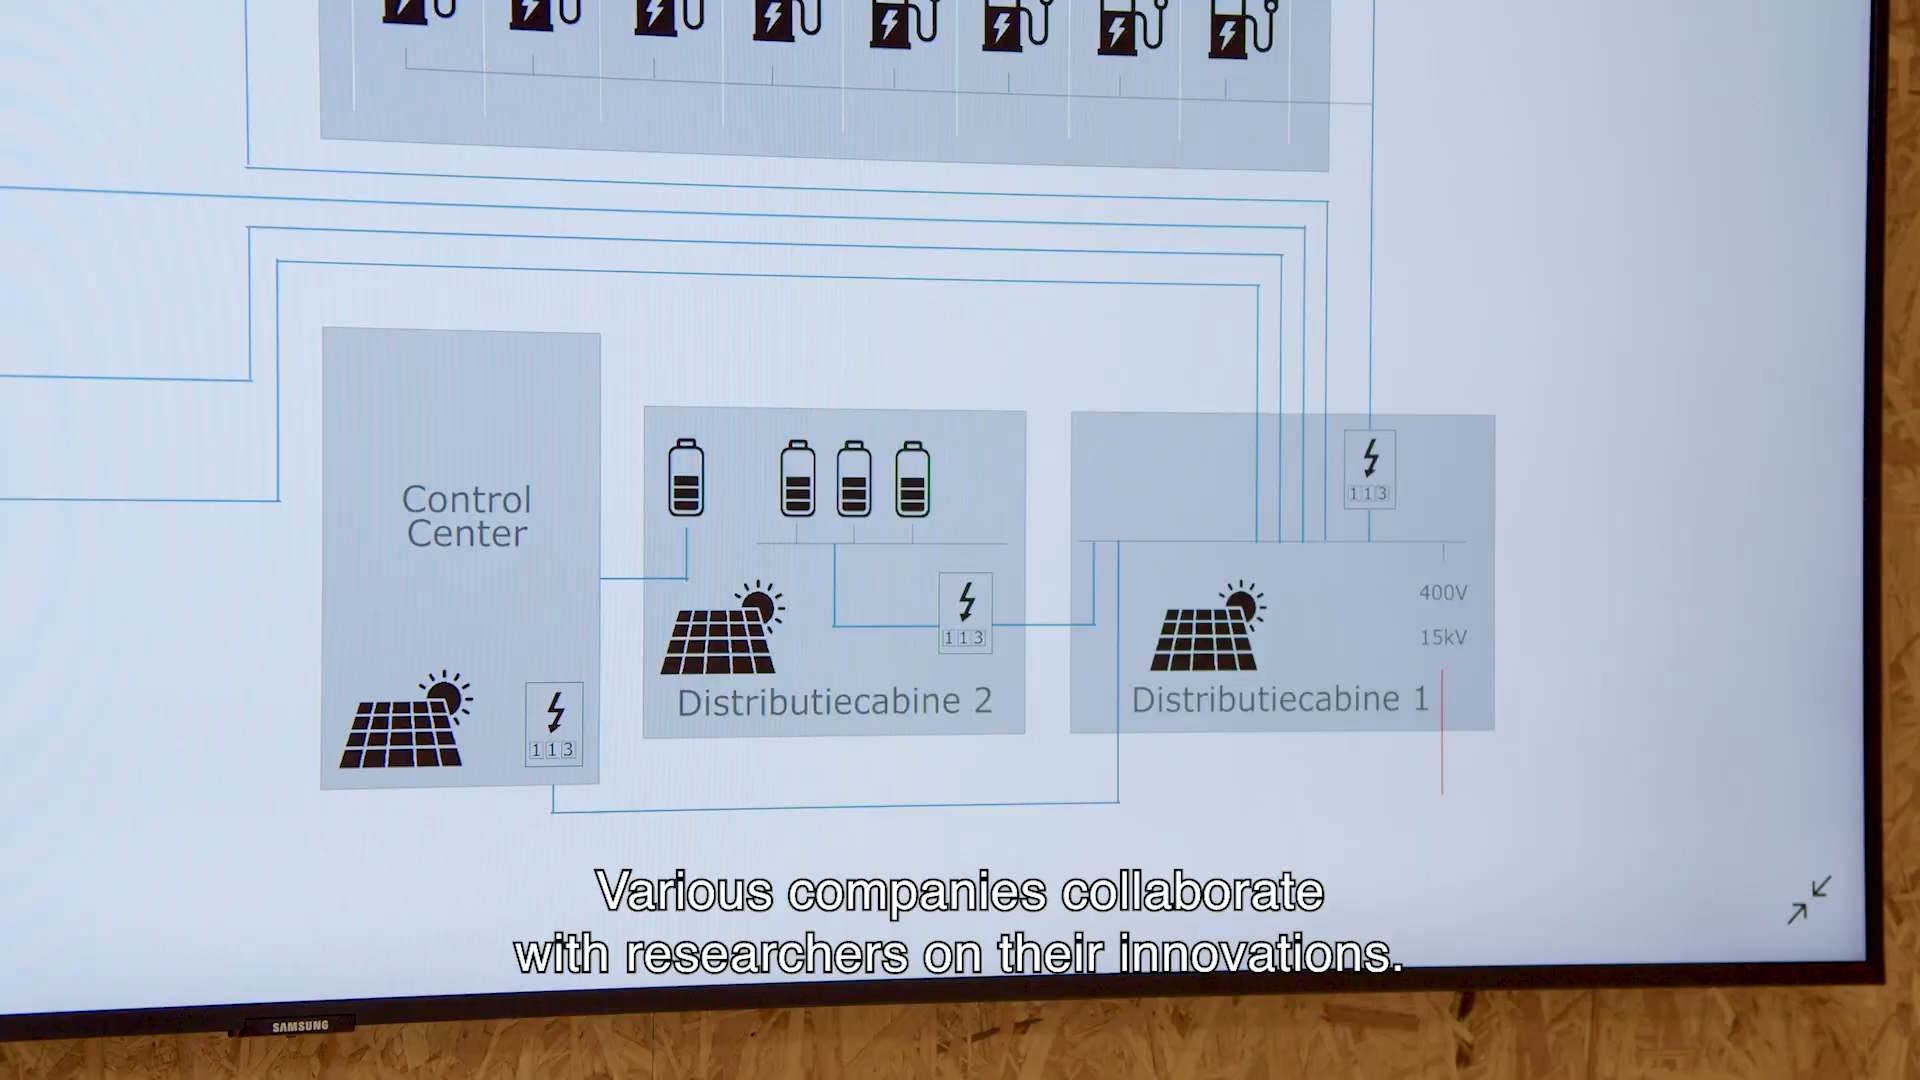 113
Control
Center
400V
113
15kV
Distributiecabine 2
Distributiecabine 1
113
Various companies collaborate
with researchers on their innovations.
SAMSUNG